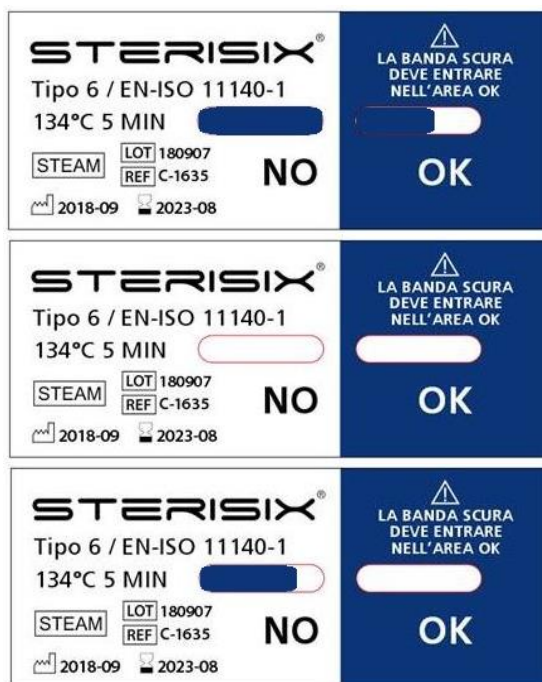 STERISIX®
Tipo 6 / EN-ISO 11140-1
134°C 5 MIN
STEAM
LOT 180907
REF C-1635
NO
2018-09 2023-08
LA BANDA SCURA
DEVE ENTRARE
NELL'AREA OK
OK
STERISIX®
Tipo 6 / EN-ISO 11140-1
134°C 5 MIN
STEAM
LOT 180907
REF C-1635
NO
2018-09 2023-08
LA BANDA SCURA
DEVE ENTRARE
NELL'AREA OK
OK
STERISIX®
Tipo 6 / EN-ISO 11140-1
134°C 5 MIN
STEAM
LOT 180907
REF C-1635
NO
2018-09 2023-08
LA BANDA SCURA
DEVE ENTRARE
NELL'AREA OK
OK